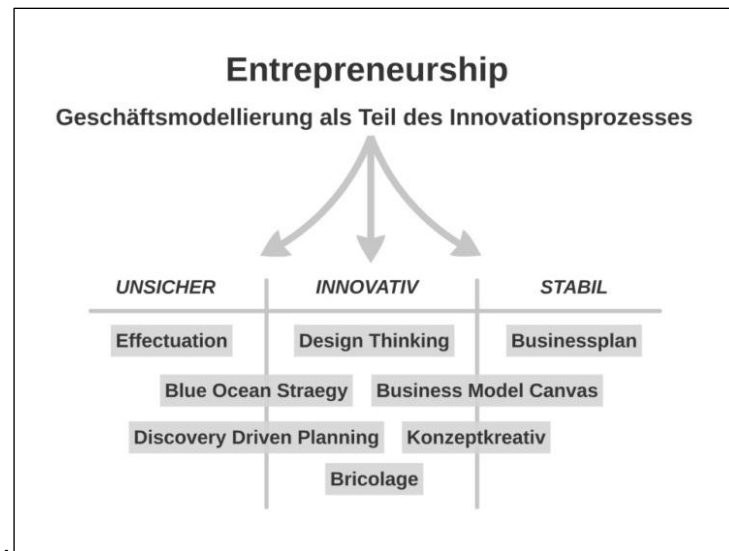 Entrepreneurship
Geschäftsmodellierung als Teil des Innovationsprozesses
UNSICHER INNOVATIV STABIL
Effectuation Design Thinking Businessplan
Blue Ocean Straegy Business Model Canvas
Discovery Driven Planning Konzeptkreativ
Bricolage